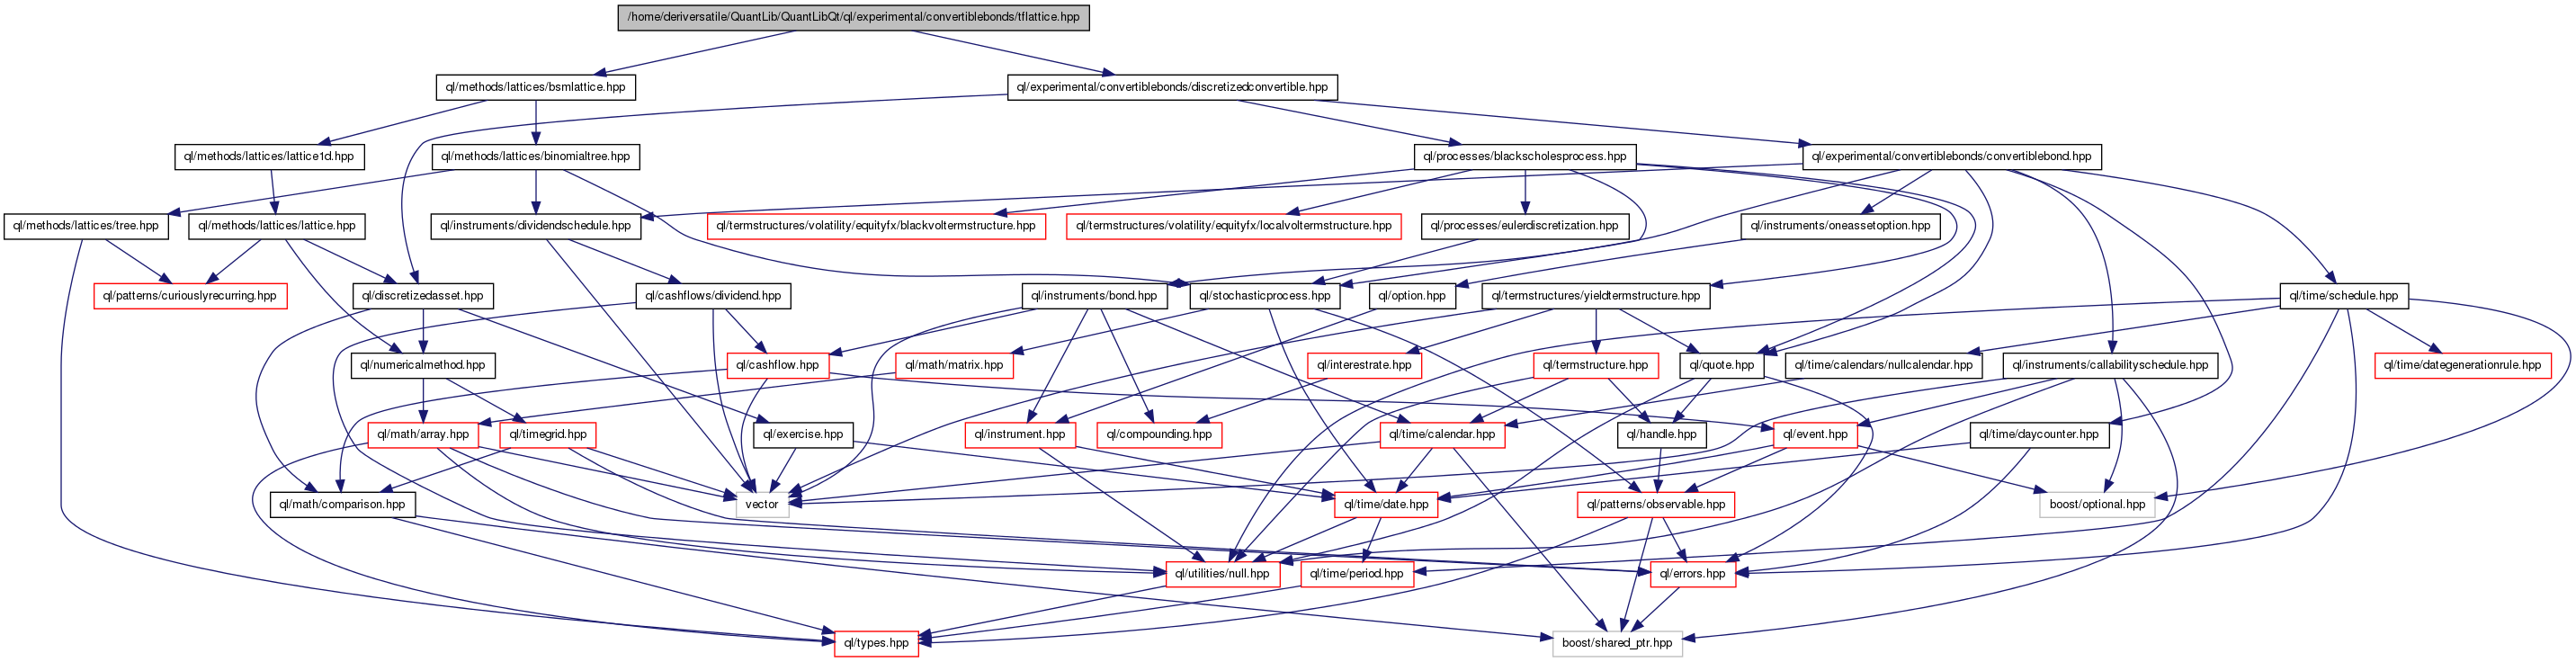 /home/deriversatile/QuantLib/QuantLibQt/ql/experimental/convertiblebonds/tflattice.hpp
ql/methods/lattices/bsmlattice.hpp
ql/experimental/convertiblebonds/discretizedconvertible.hpp
ql/methods/lattices/lattice1d.hpp
ql/methods/lattices/binomialtree.hpp
ql/processes/blackscholesprocess.hpp
ql/experimental/convertiblebonds/convertiblebond.hpp
ql/methods/lattices/tree.hpp
ql/methods/lattices/lattice.hpp
ql/instruments/dividendschedule.hpp
ql/termstructures/volatility/equityfx/blackvoltermstructure.hpp
ql/termstructures/volatility/equityfx/localvoltermstructure.hpp
ql/processes/eulerdiscretization.hpp
ql/instruments/oneassetoption.hpp
ql/patterns/curiouslyrecurring.hpp
ql/discretizedasset.hpp
ql/cashflows/dividend.hpp
ql/instruments/bond.hpp
ql/stochasticprocess.hpp
ql/option.hpp
ql/termstructures/yieldtermstructure.hpp
ql/time/schedule.hpp
ql/numericalmethod.hpp
ql/cashflow.hpp
ql/math/matrix.hpp
ql/interestrate.hpp
ql/termstructure.hpp
ql/quote.hpp
ql/time/calendars/nullcalendar.hpp
ql/instruments/callabilityschedule.hpp
ql/time/dategenerationrule.hpp
ql/math/array.hpp
ql/timegrid.hpp
ql/exercise.hpp
ql/instrument.hpp
ql/compounding.hpp
ql/time/calendar.hpp
ql/handle.hpp
ql/event.hpp
ql/time/daycounter.hpp
ql/math/comparison.hpp
vector
ql/time/date.hpp
ql/patterns/observable.hpp
boost/optional.hpp
ql/utilities/null.hpp
ql/time/period.hpp
ql/errors.hpp
ql/types.hpp
boost/shared_ptr.hpp